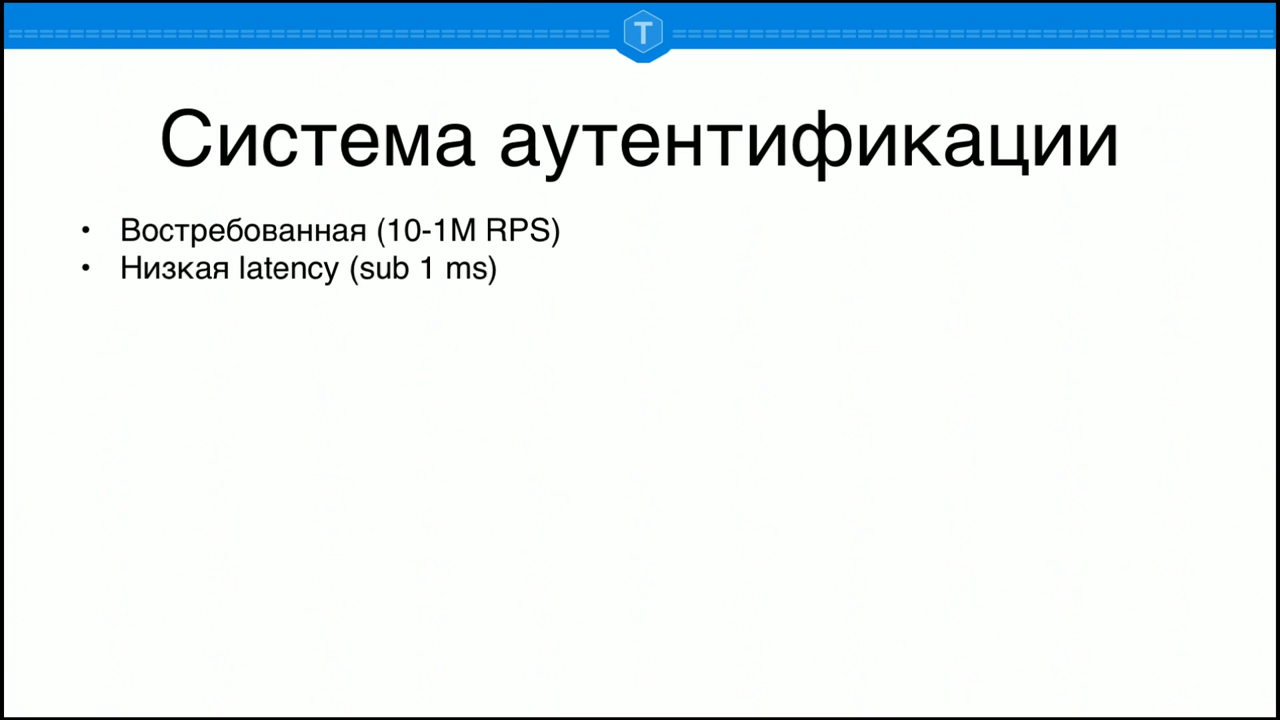 T
Система аутентификации
• Востребованная (10-1M RPS)
• Низкая latency (sub 1 ms)